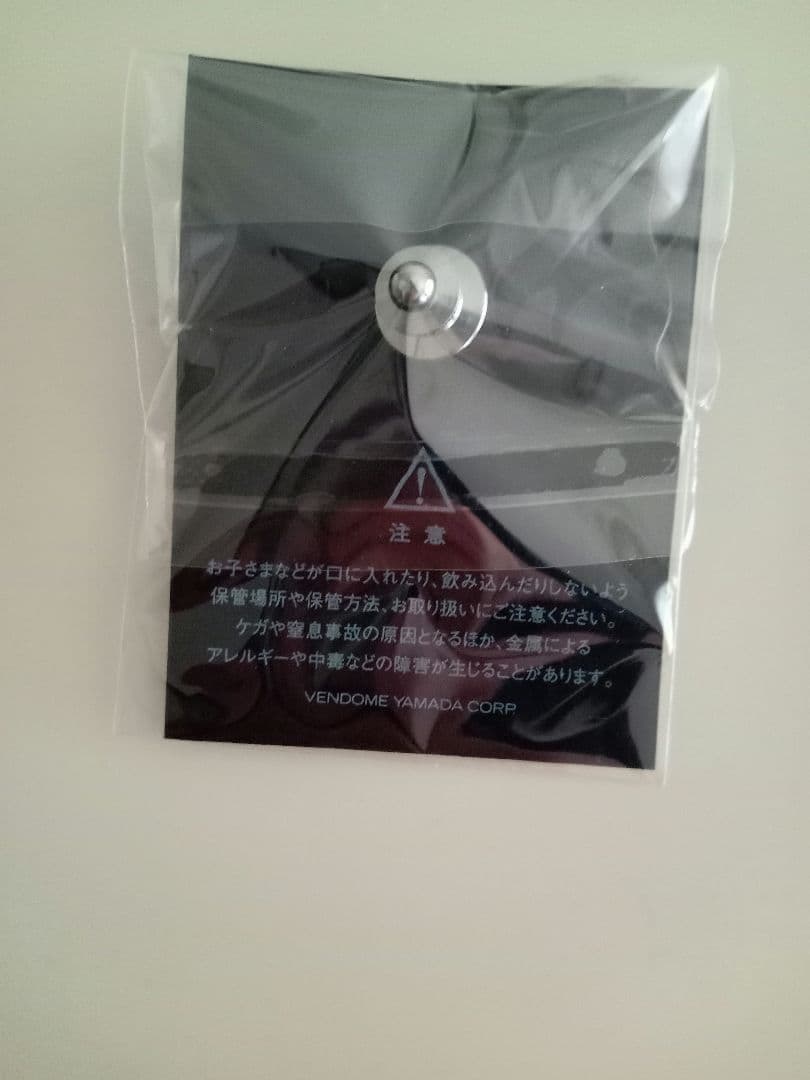 注意
お子さまなどが口に入れたり、飲み込んだりしないよう
保管場所や保管方法、お取り扱いにご注意ください。
ケガや窒息事故の原因となるほか、金属による
アレルギーや中毒などの障害が生じることがあります。
VENDOME YAMADA CORP.